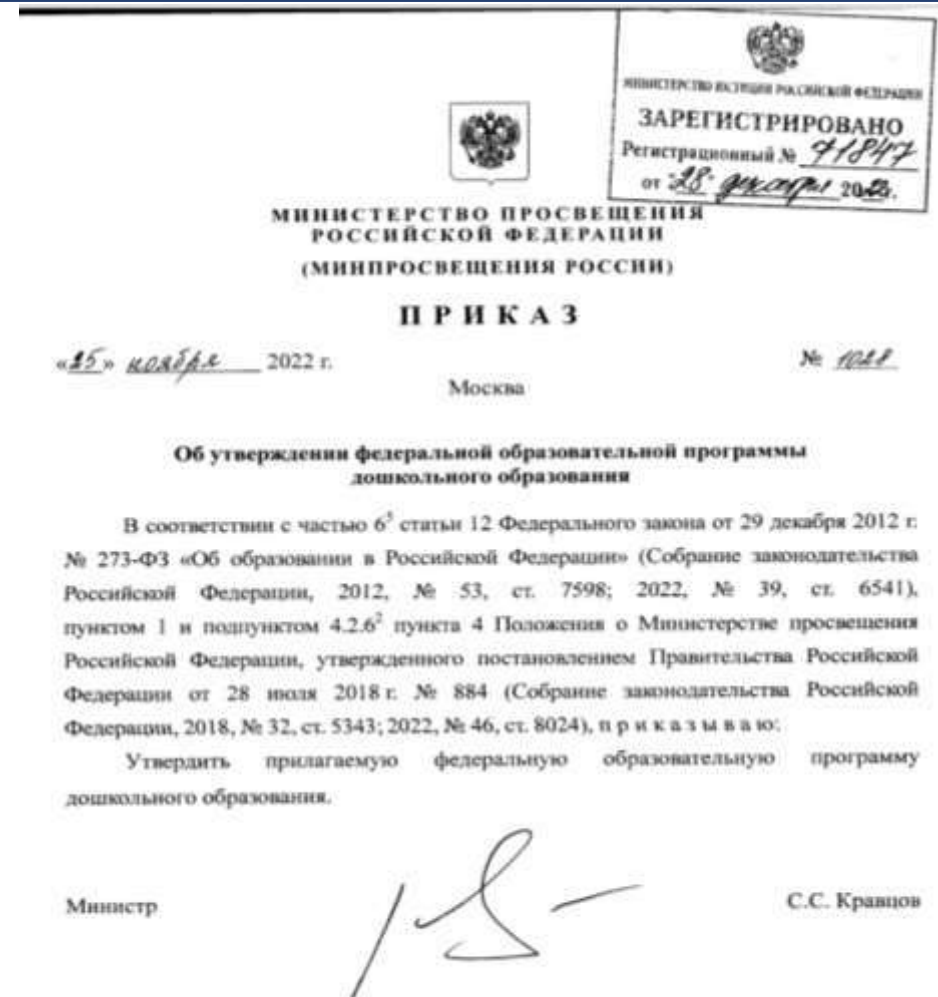 МИНИСТЕРСТВО ЮСТИЦИИ РОССИЙСКОЙ ФЕДЕРАЦИИ
ЗАРЕГИСТРИРОВАНО
Регистрационный № 71847
от "28" декабря 2022.
МИНИСТЕРСТВО ПРОСВЕЩЕНИЯ
РОССИЙСКОЙ ФЕДЕРАЦИИ
(МИНПРОСВЕЩЕНИЯ РОССИИ)
ПРИКАЗ
«25» ноября 2022 г.
№ 1028
Москва
Об утверждении федеральной образовательной программы
дошкольного образования
В соответствии с частью 6⁵ статьи 12 Федерального закона от 29 декабря 2012 г.
№ 273-ФЗ «Об образовании в Российской Федерации» (Собрание законодательства
Российской Федерации, 2012, № 53, ст. 7598; 2022, № 39, ст. 6541),
пунктом 1 и подпунктом 4.2.6² пункта 4 Положения о Министерстве просвещения
Российской Федерации, утвержденного постановлением Правительства Российской
Федерации от 28 июля 2018 г. № 884 (Собрание законодательства Российской
Федерации, 2018, № 32, ст. 5343; 2022, № 46, ст. 8024), п р и к а з ы в а ю:
Утвердить прилагаемую федеральную образовательную программу
дошкольного образования.
Министр
С.С. Кравцов